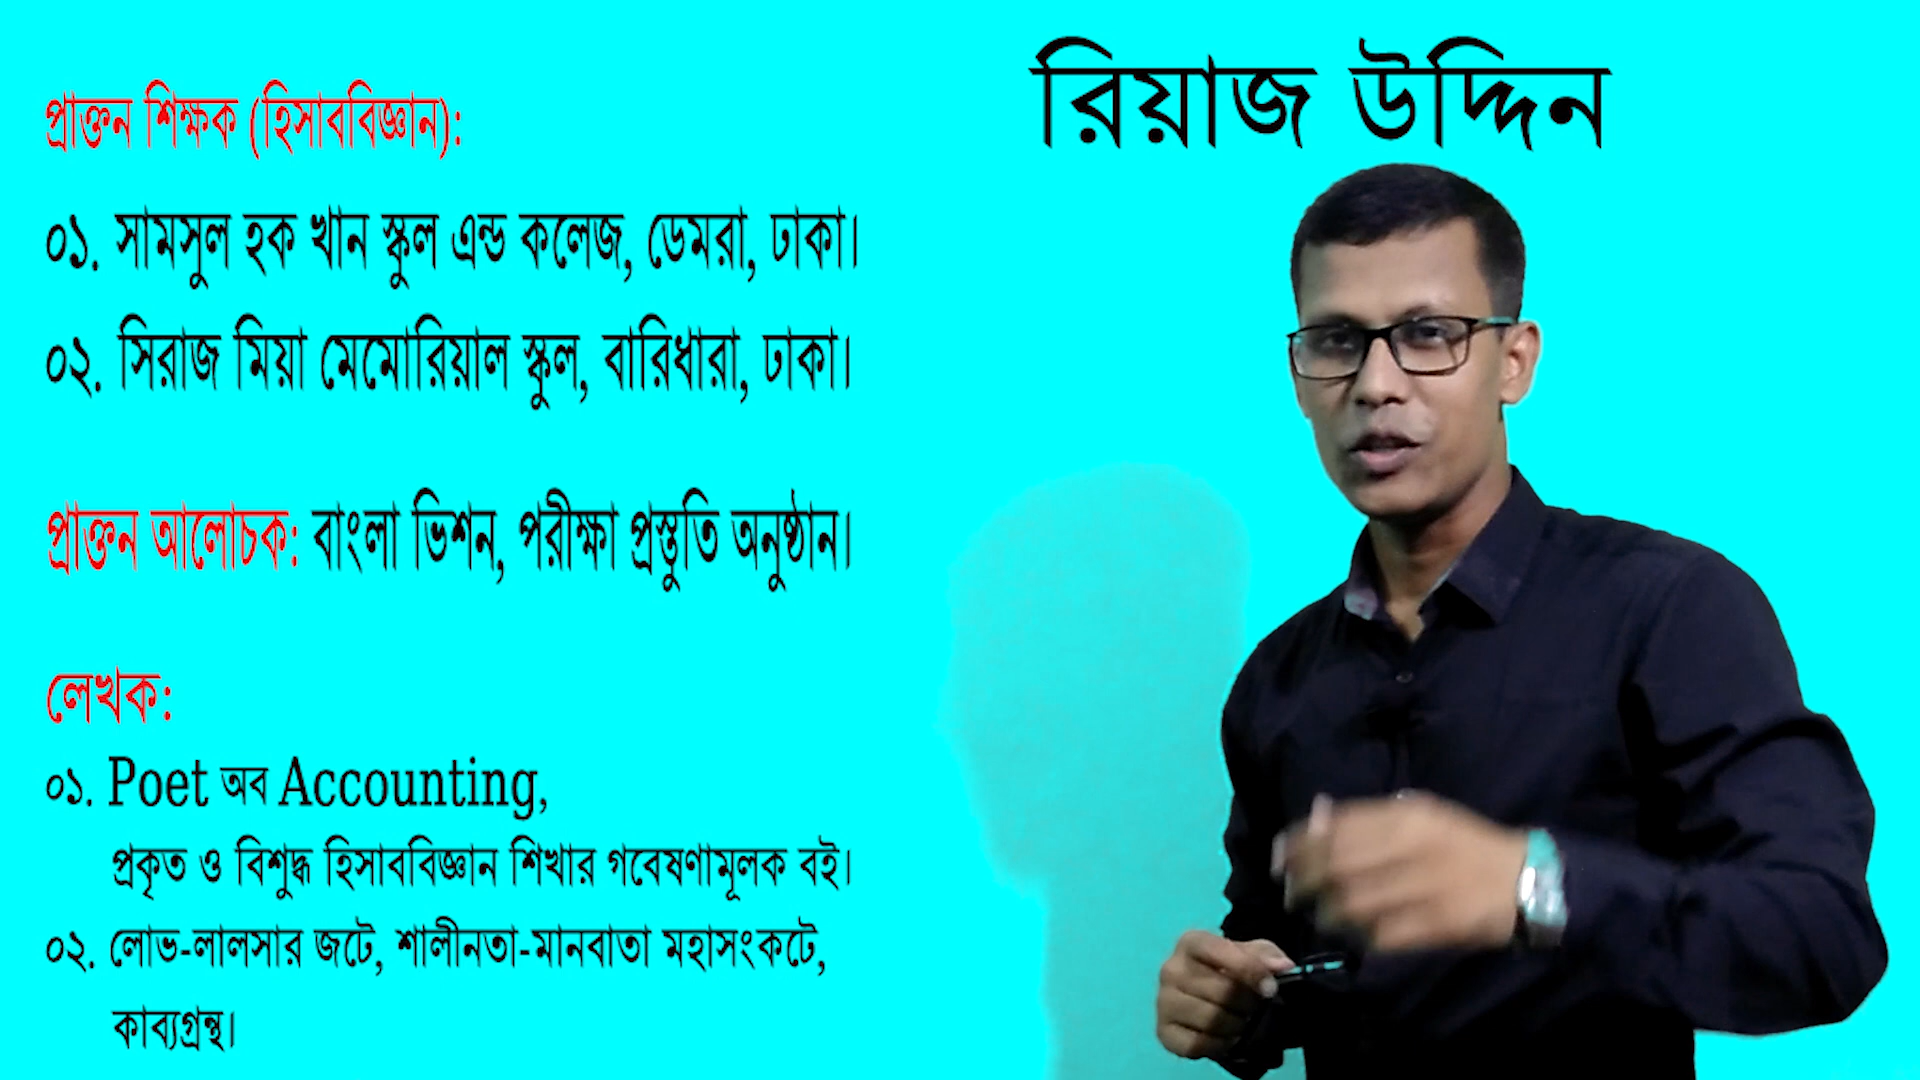 রিয়াজ উদ্দিন
প্রাক্তন শিক্ষক (হিসাববিজ্ঞান):
০১. সামসুল হক খান স্কুল এন্ড কলেজ, ডেমরা, ঢাকা।
০২. সিরাজ মিয়া মেমোরিয়াল স্কুল, বারিধারা, ঢাকা।
প্রাক্তন আলোচক: বাংলা ভিশন, পরীক্ষা প্রস্তুতি অনুষ্ঠান।
লেখক:
০১. Poet অব Accounting,
প্রকৃত ও বিশুদ্ধ হিসাববিজ্ঞান শিখার গবেষণামূলক বই।
০২. লোভ-লালসার জটে, শালীনতা-মানবাতা মহাসংকটে,
কাব্যগ্রন্থ।